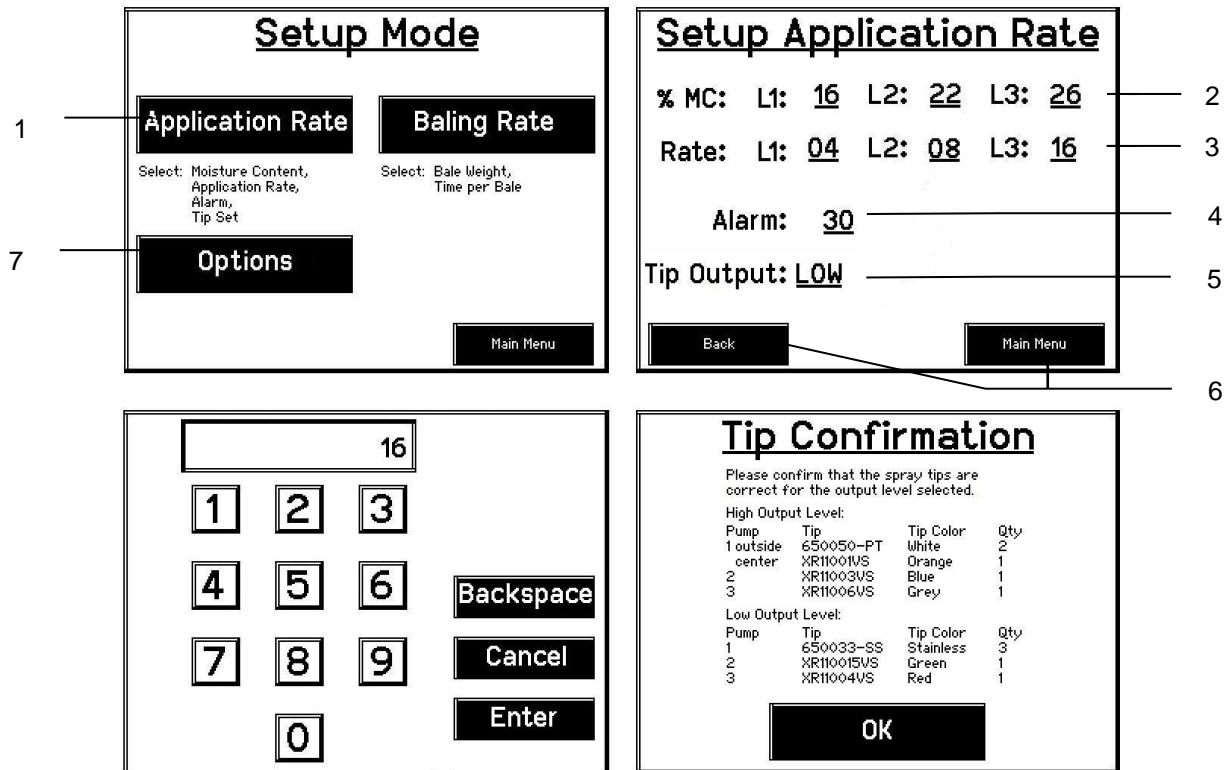 Setup Mode
Application Rate
Baling Rate
Select: Moisture Content,
Application Rate,
Alarm,
Tip Set
Select: Bale Weight,
Time per Bale
Options
Main Menu
1
7
Setup Application Rate
% MC: L1: 16 L2: 22 L3: 26
Rate: L1: 04 L2: 08 L3: 16
Alarm: 30
Tip Output: LOW
Back
Main Menu
2
3
4
5
6
16
1 2 3
4 5 6
7 8 9
0
Backspace
Cancel
Enter
Tip Confirmation
Please confirm that the spray tips are
correct for the output level selected.
High Output Level:
Pump Tip Tip Color Qty
1 outside 650050-PT White 2
center XR11001VS Orange 1
2 XR11003VS Blue 1
3 XR11006VS Grey 1
Low Output Level:
Pump Tip Tip Color Qty
1 650033-SS Stainless 3
2 XR110015VS Green 1
3 XR11004VS Red 1
OK